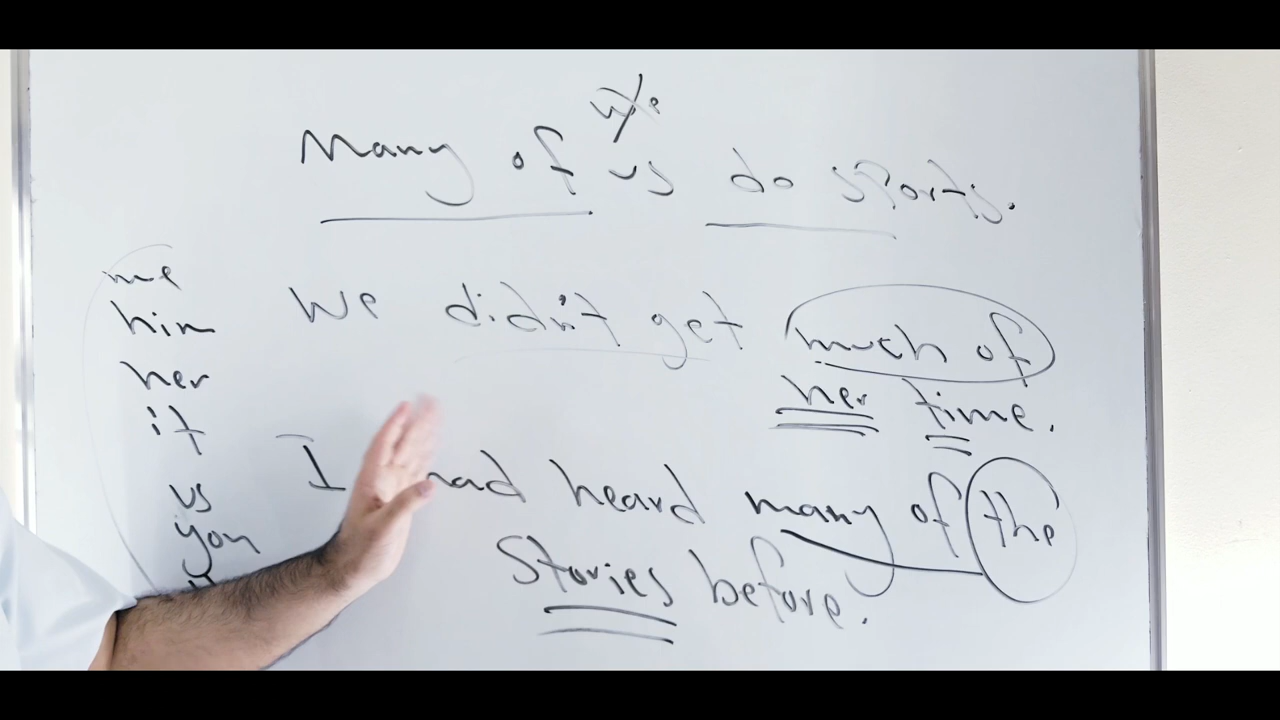 we
Many of us do sports.
me
him
her
it
us
you
We didn't get much of
her time.
I had heard many of the
stories before.